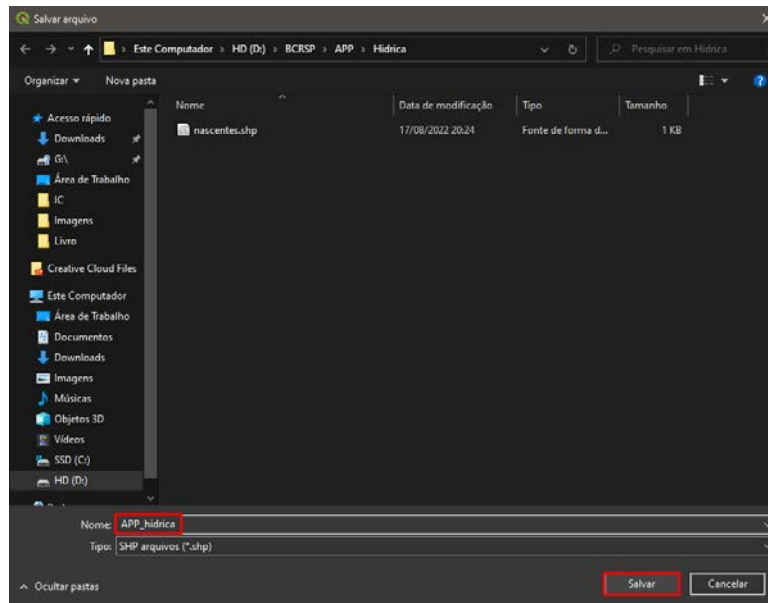 Salvar arquivo
Este Computador › HD (D:) › BCRSP › APP › Hidrica
Pesquisar em Hidrica
Organizar
Nova pasta
Nome
Data de modificação
Tipo
Tamanho
nascentes.shp
17/08/2022 20:24
Fonte de forma d...
1 KB
Acesso rápido
Downloads
G:\
Área de Trabalho
IC
Imagens
Livro
Creative Cloud Files
Este Computador
Área de Trabalho
Documentos
Downloads
Imagens
Músicas
Objetos 3D
Vídeos
SSD (C:)
HD (D:)
Nome: APP_hidrica
Tipo: SHP arquivos (*.shp)
Ocultar pastas
Salvar
Cancelar